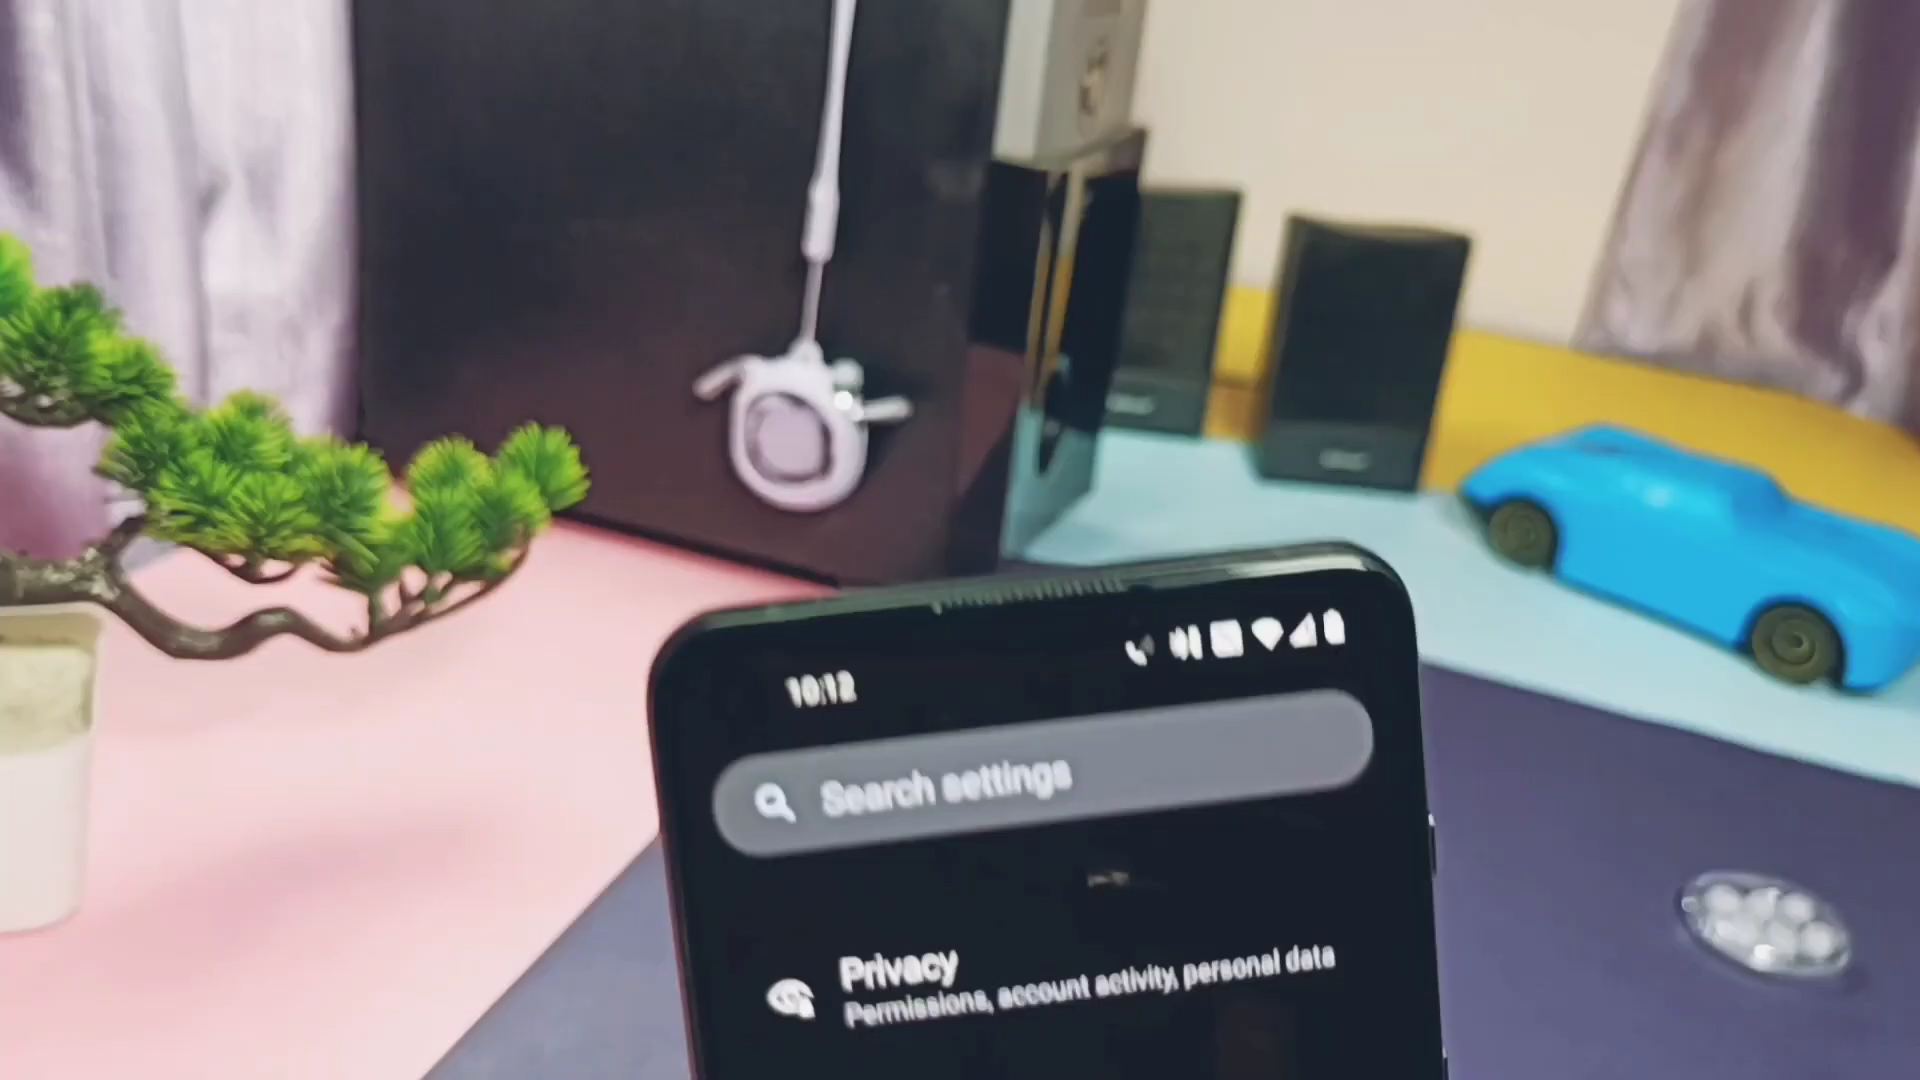 10:12
Search settings
Privacy
Permissions, account activity, personal data